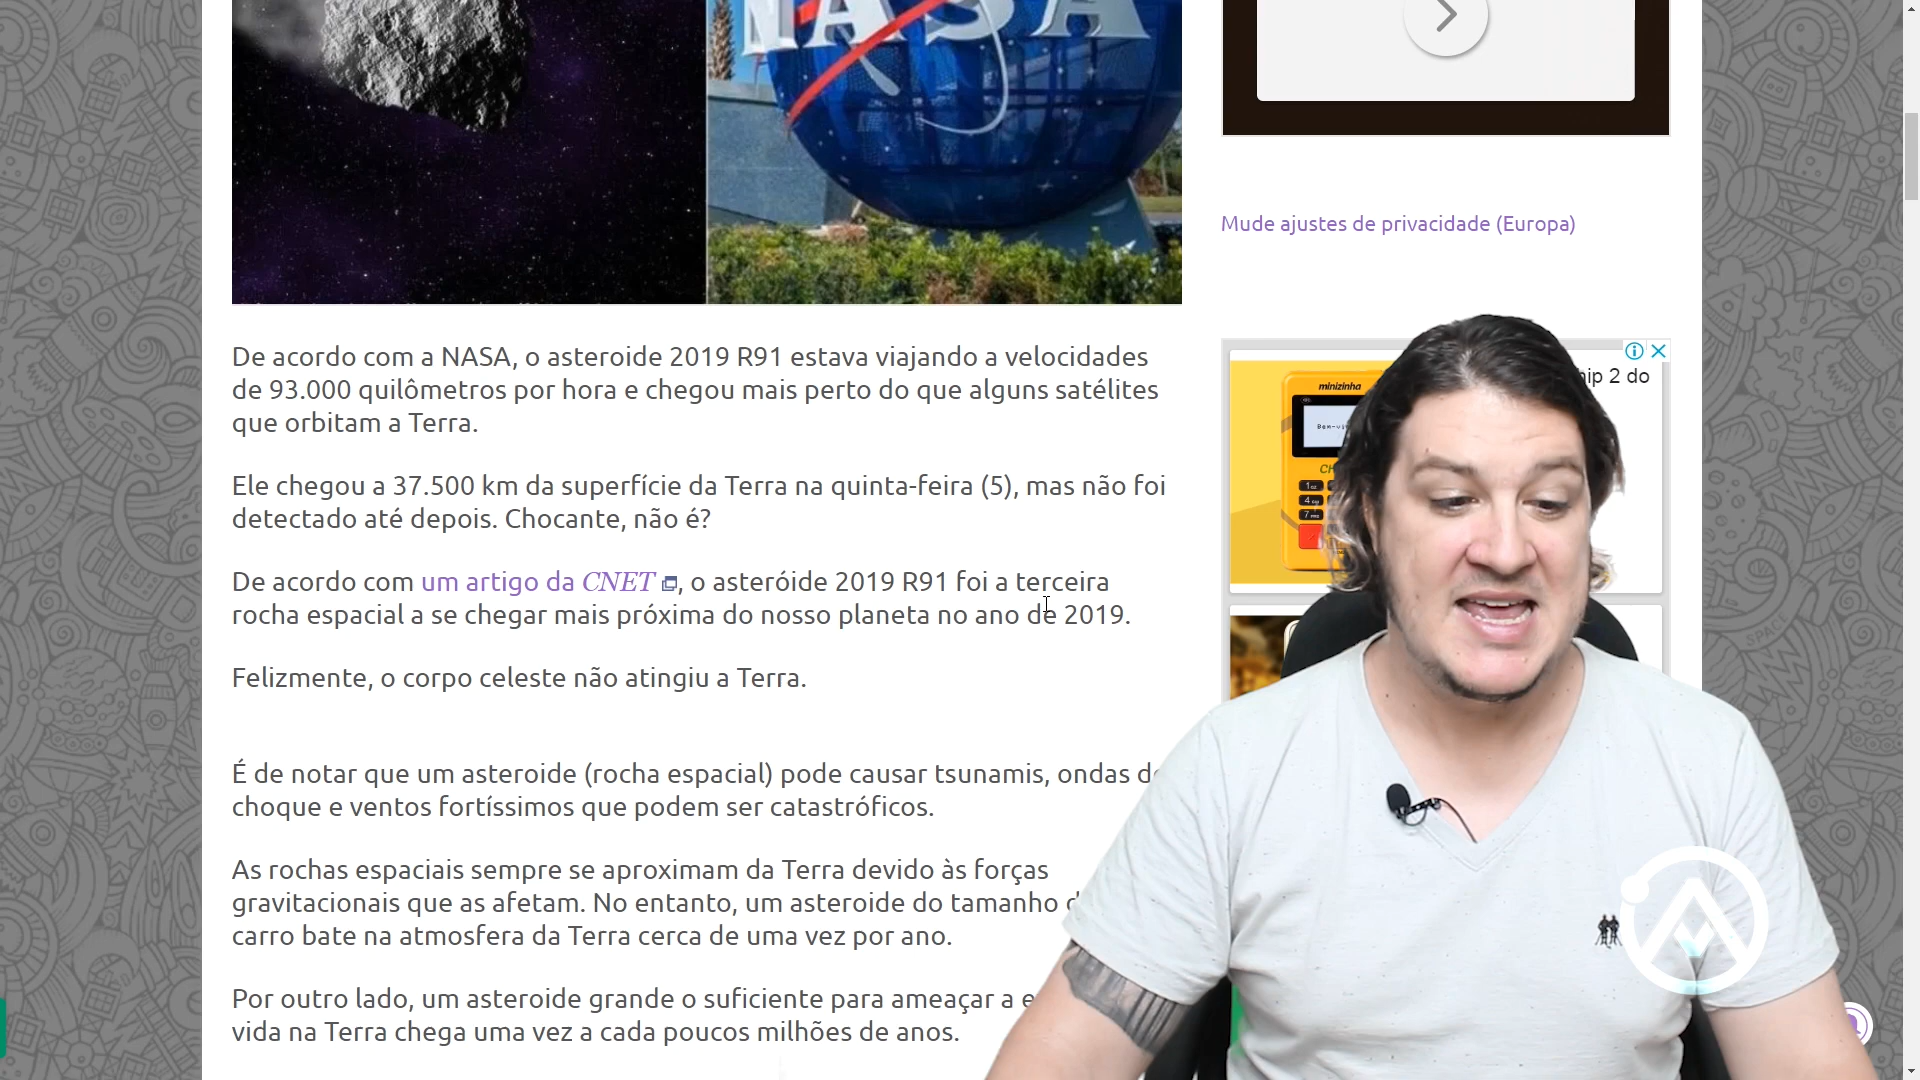 NASA
Mude ajustes de privacidade (Europa)
De acordo com a NASA, o asteroide 2019 R91 estava viajando a velocidades
de 93.000 quilômetros por hora e chegou mais perto do que alguns satélites
que orbitam a Terra.
Ele chegou a 37.500 km da superfície da Terra na quinta-feira (5), mas não foi
detectado até depois. Chocante, não é?
De acordo com um artigo da CNET, o asteróide 2019 R91 foi a terceira
rocha espacial a se chegar mais próxima do nosso planeta no ano de 2019.
Felizmente, o corpo celeste não atingiu a Terra.
É de notar que um asteroide (rocha espacial) pode causar tsunamis, ondas de
choque e ventos fortíssimos que podem ser catastróficos.
As rochas espaciais sempre se aproximam da Terra devido às forças
gravitacionais que as afetam. No entanto, um asteroide do tamanho
carro bate na atmosfera da Terra cerca de uma vez por ano.
Por outro lado, um asteroide grande o suficiente para ameaçar a
vida na Terra chega uma vez a cada poucos milhões de anos.
minizinha
2 do